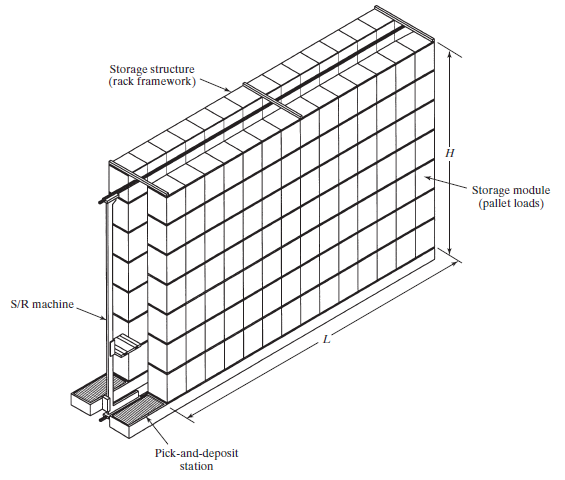 Storage structure
(rack framework)
H
Storage module
(pallet loads)
S/R machine
L
Pick-and-deposit
station